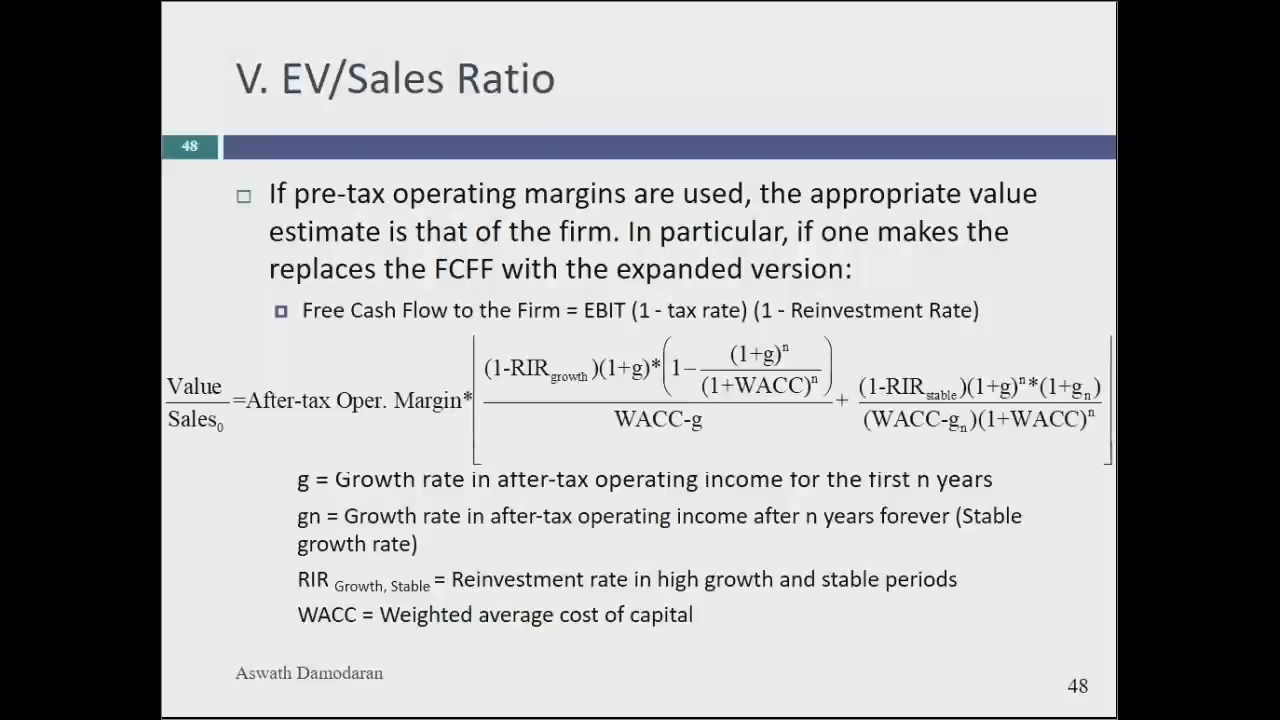 V. EV/Sales Ratio
48
□ If pre-tax operating margins are used, the appropriate value
estimate is that of the firm. In particular, if one makes the
replaces the FCFF with the expanded version:
□ Free Cash Flow to the Firm = EBIT (1 - tax rate) (1 - Reinvestment Rate)
Value/Sales₀ =After-tax Oper. Margin* [ (1-RIR_growth)(1+g)*(1− (1+g)ⁿ/(1+WACC)ⁿ) / WACC-g + (1-RIR_stable)(1+g)ⁿ*(1+gₙ) / (WACC-gₙ)(1+WACC)ⁿ ]
g = Growth rate in after-tax operating income for the first n years
gn = Growth rate in after-tax operating income after n years forever (Stable
growth rate)
RIR Growth, Stable = Reinvestment rate in high growth and stable periods
WACC = Weighted average cost of capital
Aswath Damodaran
48